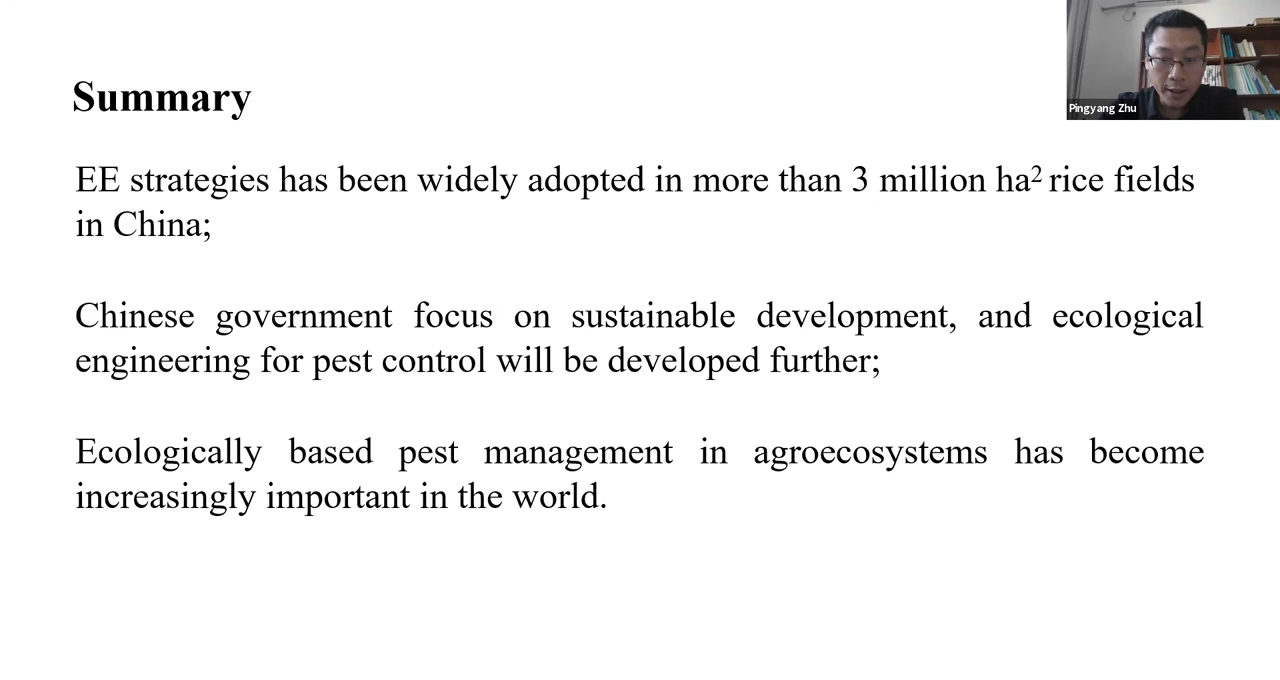 Summary
Pingyang Zhu
EE strategies has been widely adopted in more than 3 million ha² rice fields
in China;
Chinese government focus on sustainable development, and ecological
engineering for pest control will be developed further;
Ecologically based pest management in agroecosystems has become
increasingly important in the world.